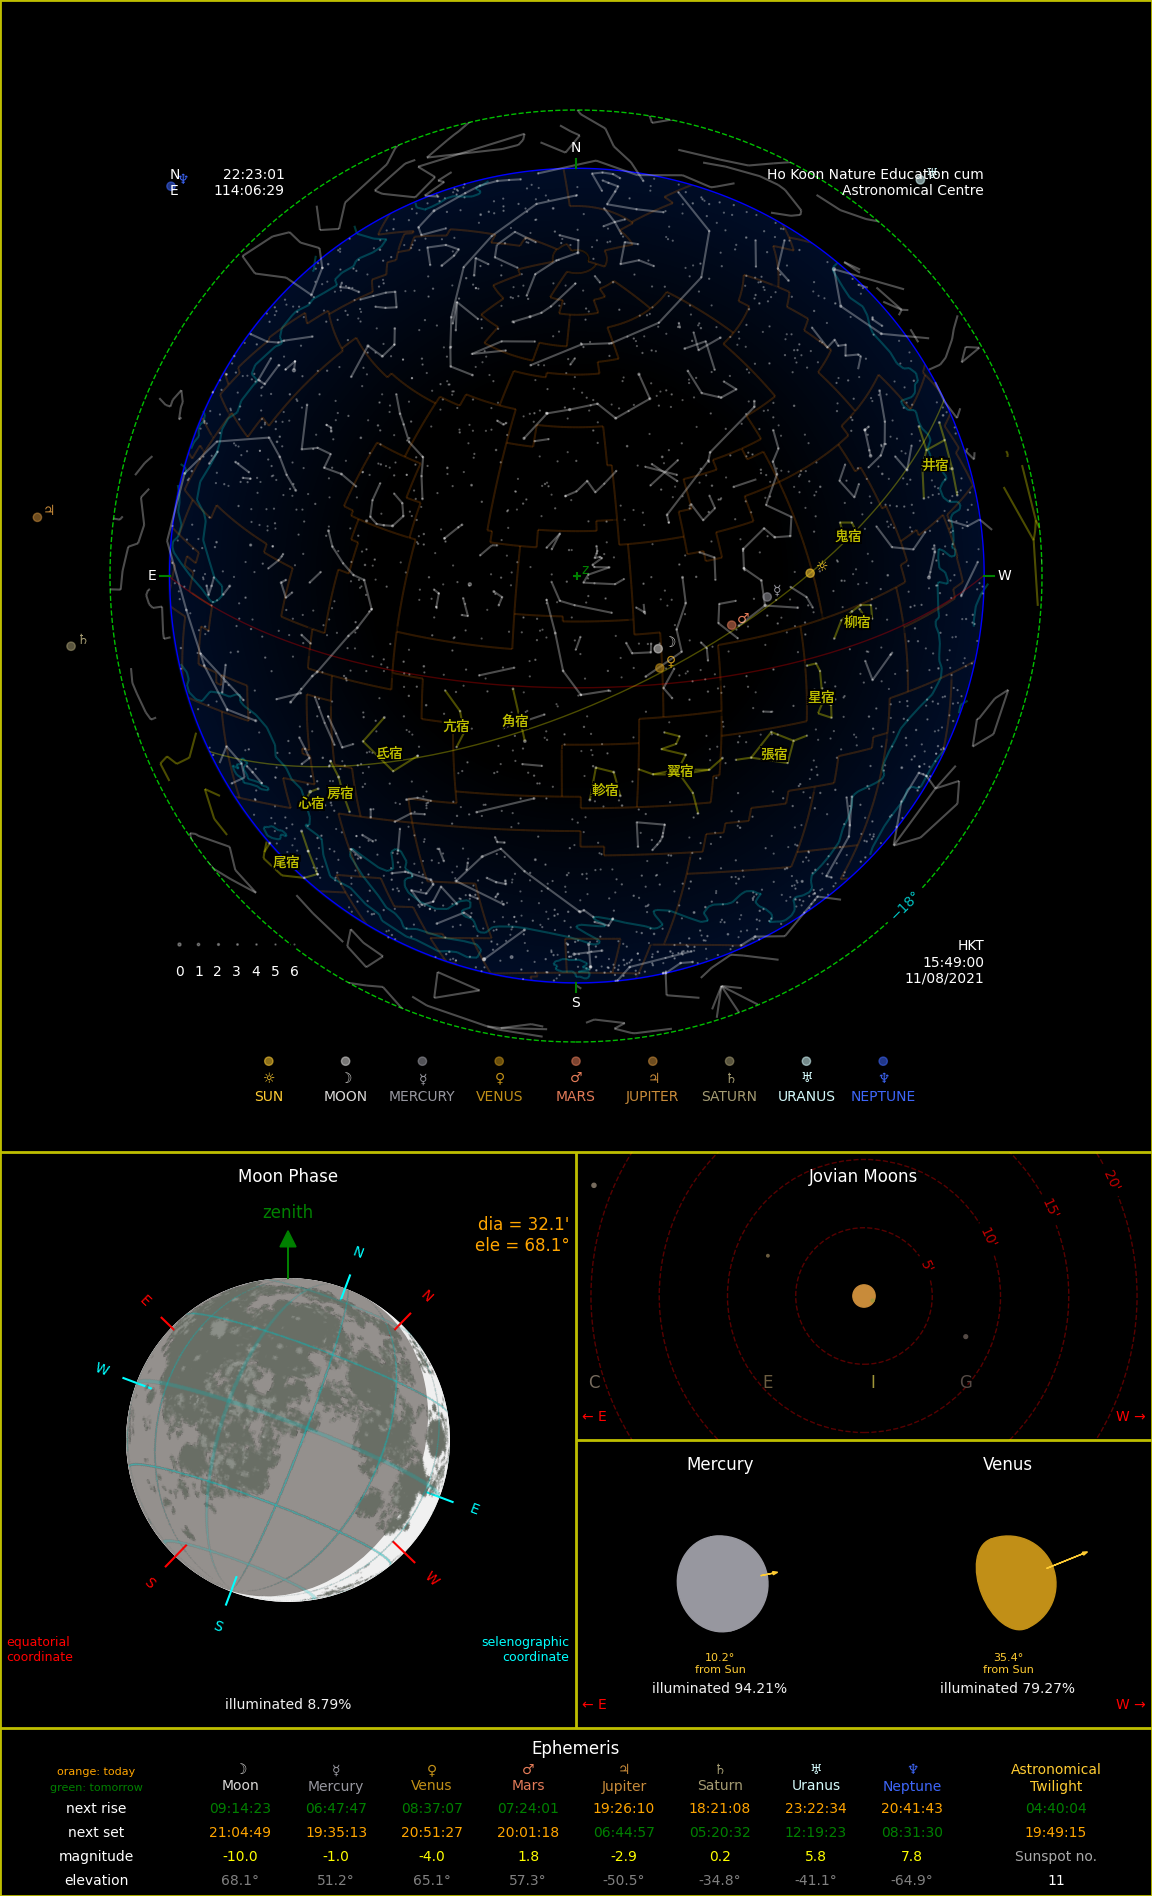 N
N 22:23:01
E 114:06:29
♆
Ho Koon Nature Education cum
Astronomical Centre
♅
井宿
♃
鬼宿
☼
E
Z
W
☿
♂
柳宿
♄
☽
♀
星宿
亢宿
角宿
氐宿
張宿
翼宿
軫宿
房宿
心宿
尾宿
−18°
0 1 2 3 4 5 6
HKT
15:49:00
11/08/2021
S
☼ ☽ ☿ ♀ ♂ ♃ ♄ ♅ ♆
SUN MOON MERCURY VENUS MARS JUPITER SATURN URANUS NEPTUNE
Moon Phase
zenith
dia = 32.1'
ele = 68.1°
N
E
N
W
E
S
W
S
equatorial
coordinate
selenographic
coordinate
illuminated 8.79%
Jovian Moons
20'
15'
10'
5'
C E I G
← E W →
Mercury Venus
10.2°
from Sun
35.4°
from Sun
illuminated 94.21% illuminated 79.27%
← E W →
Ephemeris
orange: today
green: tomorrow
☽ ☿ ♀ ♂ ♃ ♄ ♅ ♆
Moon Mercury Venus Mars Jupiter Saturn Uranus Neptune
Astronomical
Twilight
next rise 09:14:23 06:47:47 08:37:07 07:24:01 19:26:10 18:21:08 23:22:34 20:41:43 04:40:04
next set 21:04:49 19:35:13 20:51:27 20:01:18 06:44:57 05:20:32 12:19:23 08:31:30 19:49:15
magnitude -10.0 -1.0 -4.0 1.8 -2.9 0.2 5.8 7.8 Sunspot no.
elevation 68.1° 51.2° 65.1° 57.3° -50.5° -34.8° -41.1° -64.9° 11